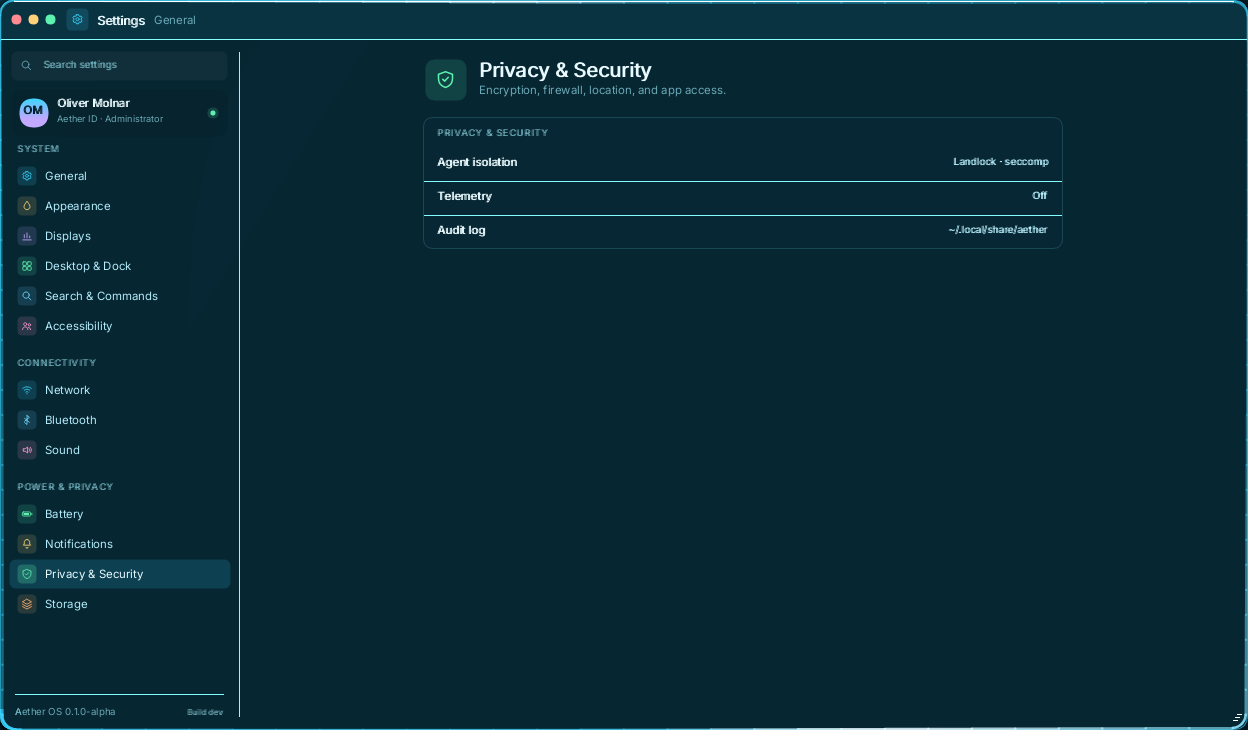 Settings General
Search settings
OM
Oliver Molnar
Aether ID · Administrator
SYSTEM
General
Appearance
Displays
Desktop & Dock
Search & Commands
Accessibility
CONNECTIVITY
Network
Bluetooth
Sound
POWER & PRIVACY
Battery
Notifications
Privacy & Security
Storage
Aether OS 0.1.0-alpha Build dev
Privacy & Security
Encryption, firewall, location, and app access.
PRIVACY & SECURITY
Agent isolation Landlock · seccomp
Telemetry Off
Audit log ~/.local/share/aether